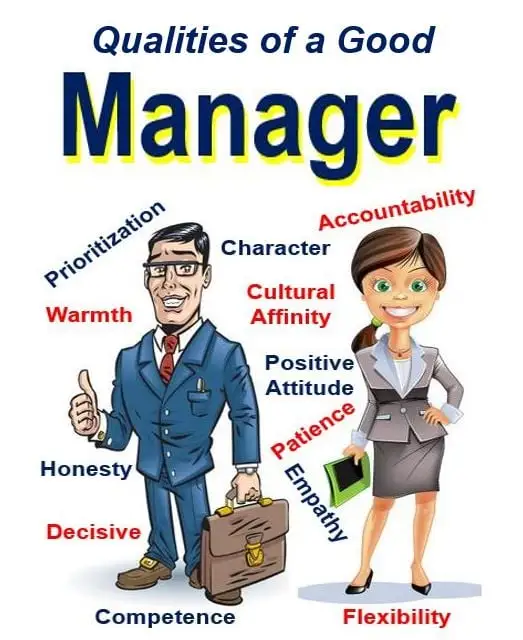 Qualities of a Good
Manager
Accountability
Prioritization
Character
Warmth
Cultural
Affinity
Positive
Attitude
Patience
Honesty
Empathy
Decisive
Competence
Flexibility